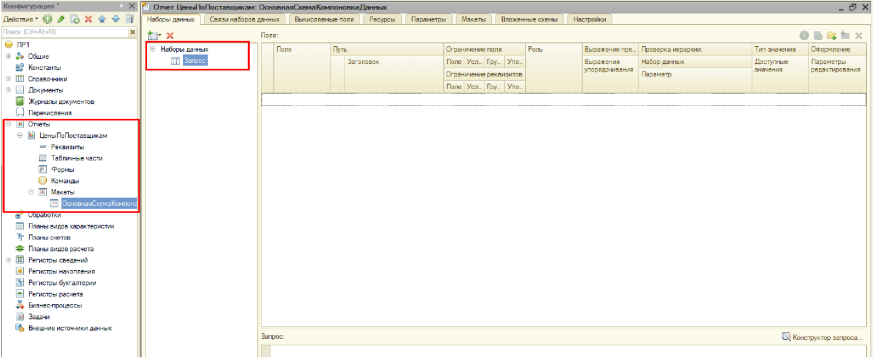 Конфигурация *
Действия
Поиск (Ctrl+Alt+M)
ПР1
Общие
Константы
Справочники
Документы
Журналы документов
Перечисления
Отчеты
ЦеныПоПоставщикам
Реквизиты
Табличные части
Формы
Команды
Макеты
ОсновнаяСхемаКомпоно
Обработки
Планы видов характеристик
Планы счетов
Планы видов расчета
Регистры сведений
Регистры накопления
Регистры бухгалтерии
Регистры расчета
Бизнес-процессы
Задачи
Внешние источники данных
Отчет ЦеныПоПоставщикам: ОсновнаяСхемаКомпоновкиДанных
Наборы данных Связи наборов данных Вычисляемые поля Ресурсы Параметры Макеты Вложенные схемы Настройки
Наборы данных
Запрос
Поля:
Поле Путь Ограничение поля Роль Выражение пре... Проверка иерархии: Тип значения Оформление
Заголовок Поле Усл... Гру... Упо... Выражения упорядочивания Набор данных Доступные значения Параметры редактирования
Ограничение реквизитов Параметр
Поле Усл... Гру... Упо...
Запрос:
Конструктор запроса...